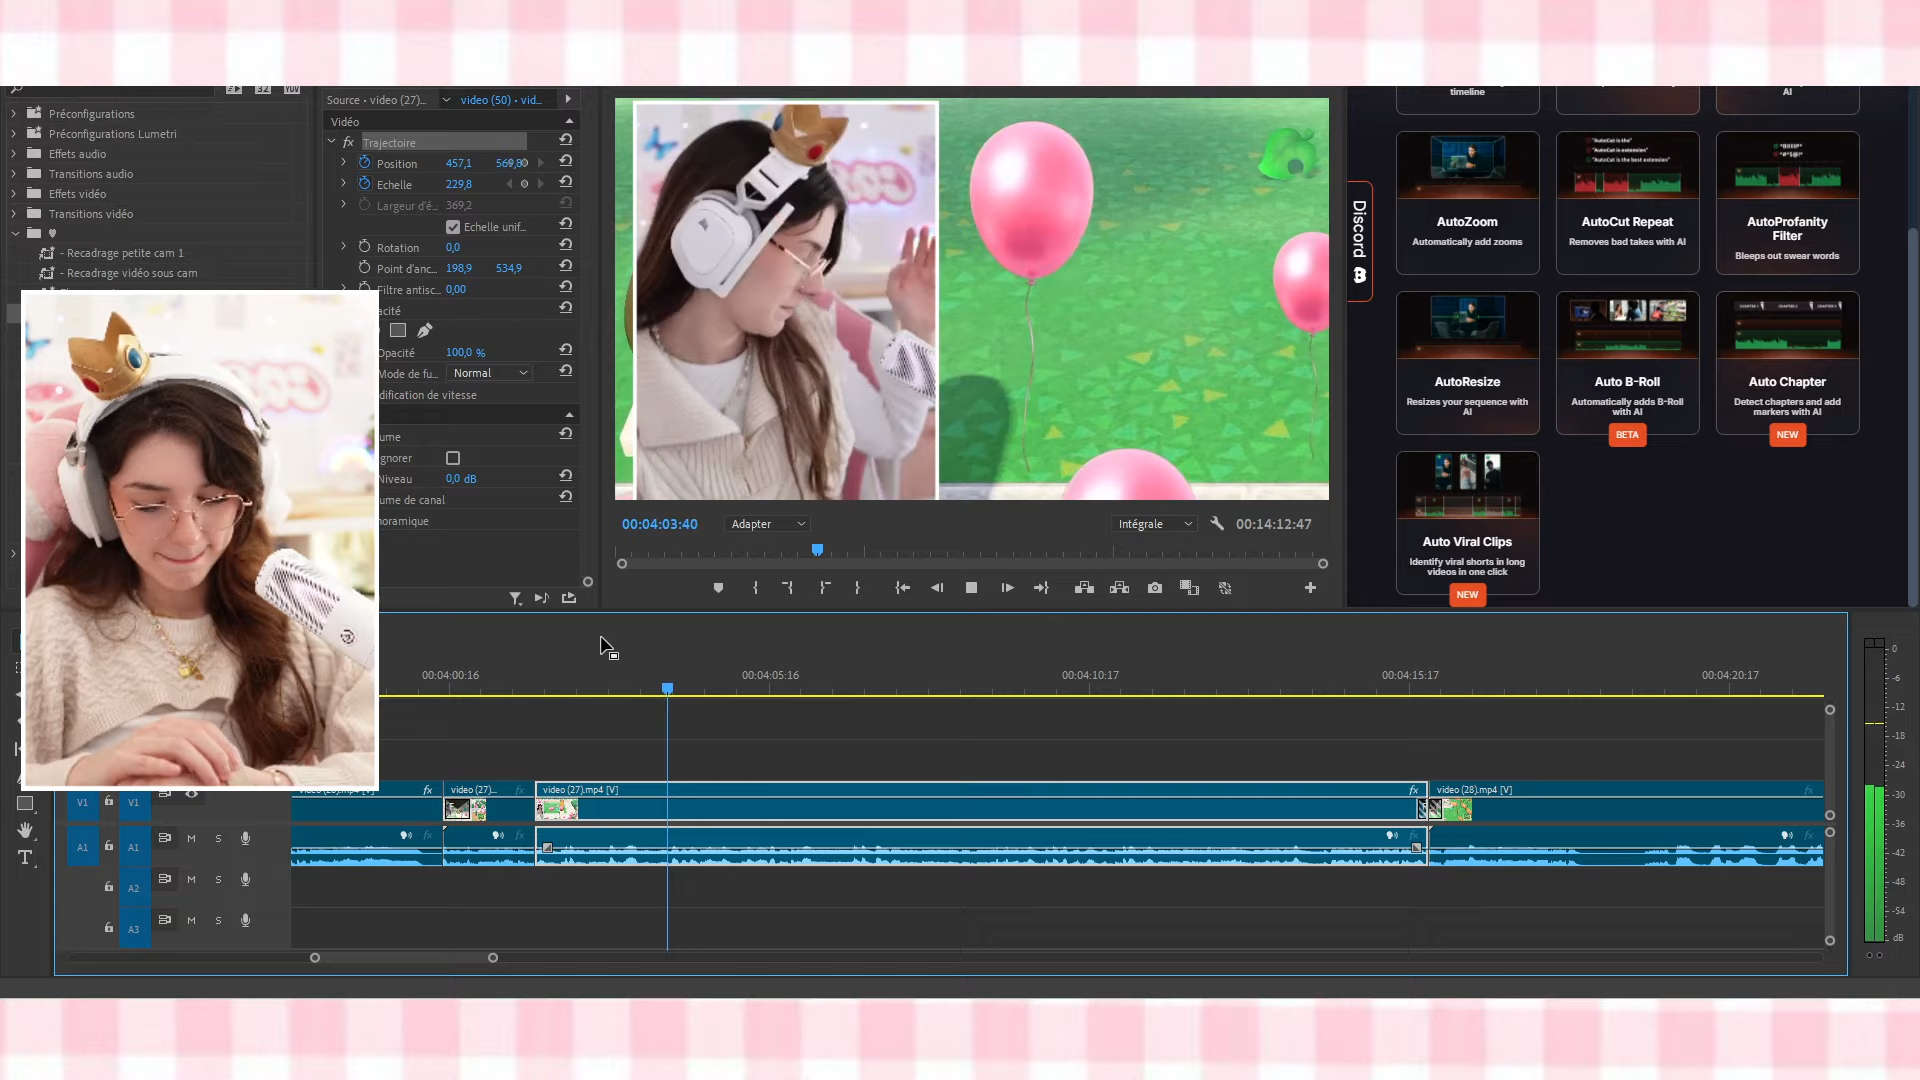 32
YUV
Préconfigurations
Préconfigurations Lumetri
Effets audio
Transitions audio
Effets vidéo
Transitions vidéo
- Recadrage petite cam 1
- Recadrage vidéo sous cam
Source • video (27)...
video (50) • vid...
Vidéo
fx Trajectoire
Position 457,1
Echelle 229,8
Largeur d'é... 369,2
Echelle unif...
Rotation 0,0
Point d'anc... 198,9 534,9
Filtre antisc... 0,00
acité
Opacité 100,0 %
Mode de fu... Normal
dification de vitesse
ume
gnorer
Niveau 0,0 dB
ume de canal
noramique
00:04:03:40
Adapter
Intégrale
00:14:12:47
Discord
timeline
AI
AutoZoom
Automatically add zooms
AutoCut Repeat
Removes bad takes with AI
AutoProfanity
Filter
Bleeps out swear words
AutoResize
Resizes your sequence with
AI
Auto B-Roll
Automatically adds B-Roll
with AI
BETA
Auto Chapter
Detect chapters and add
markers with AI
NEW
Auto Viral Clips
Identify viral shorts in long
videos in one click
NEW
00:04:00:16
00:04:05:16
00:04:10:17
00:04:15:17
00:04:20:17
V1 V1
fx
video (27)... fx
video (27).mp4 [V] fx
video (28).mp4 [V] fx
A1 A1 M S
fx
fx
fx
fx
A2 M S
A3 M S
T
0
-6
-12
-18
-24
-30
-36
-42
-48
-54
dB